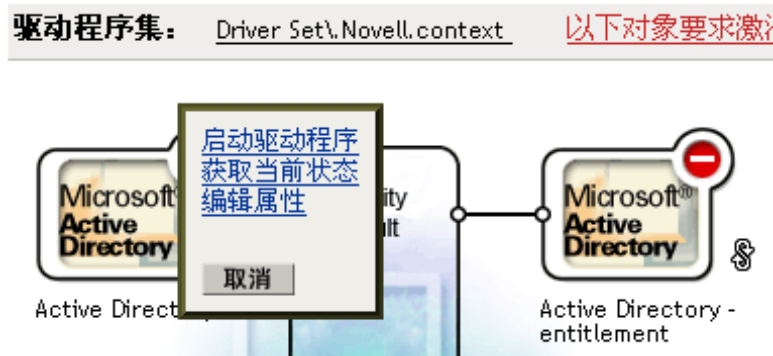 驱动程序集： Driver Set\.Novell.context 以下对象要求激
启动驱动程序
获取当前状态
编辑属性
取消
Microsoft
Active
Directory
Active Direct
ity
lt
Microsoft®
Active
Directory
Active Directory -
entitlement